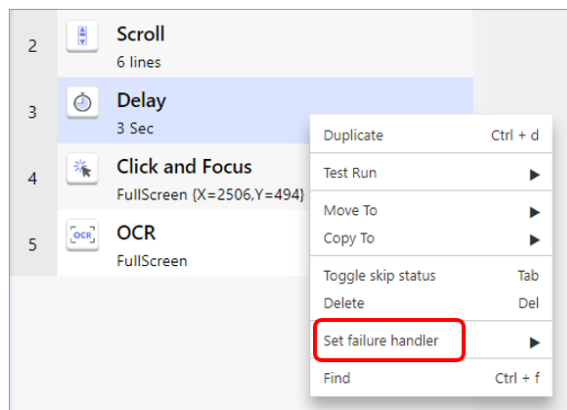 2
Scroll
6 lines
3
Delay
3 Sec
4
Click and Focus
FullScreen {X=2506,Y=494}
5
OCR
OCR
FullScreen
Duplicate Ctrl + d
Test Run
Move To
Copy To
Toggle skip status Tab
Delete Del
Set failure handler
Find Ctrl + f